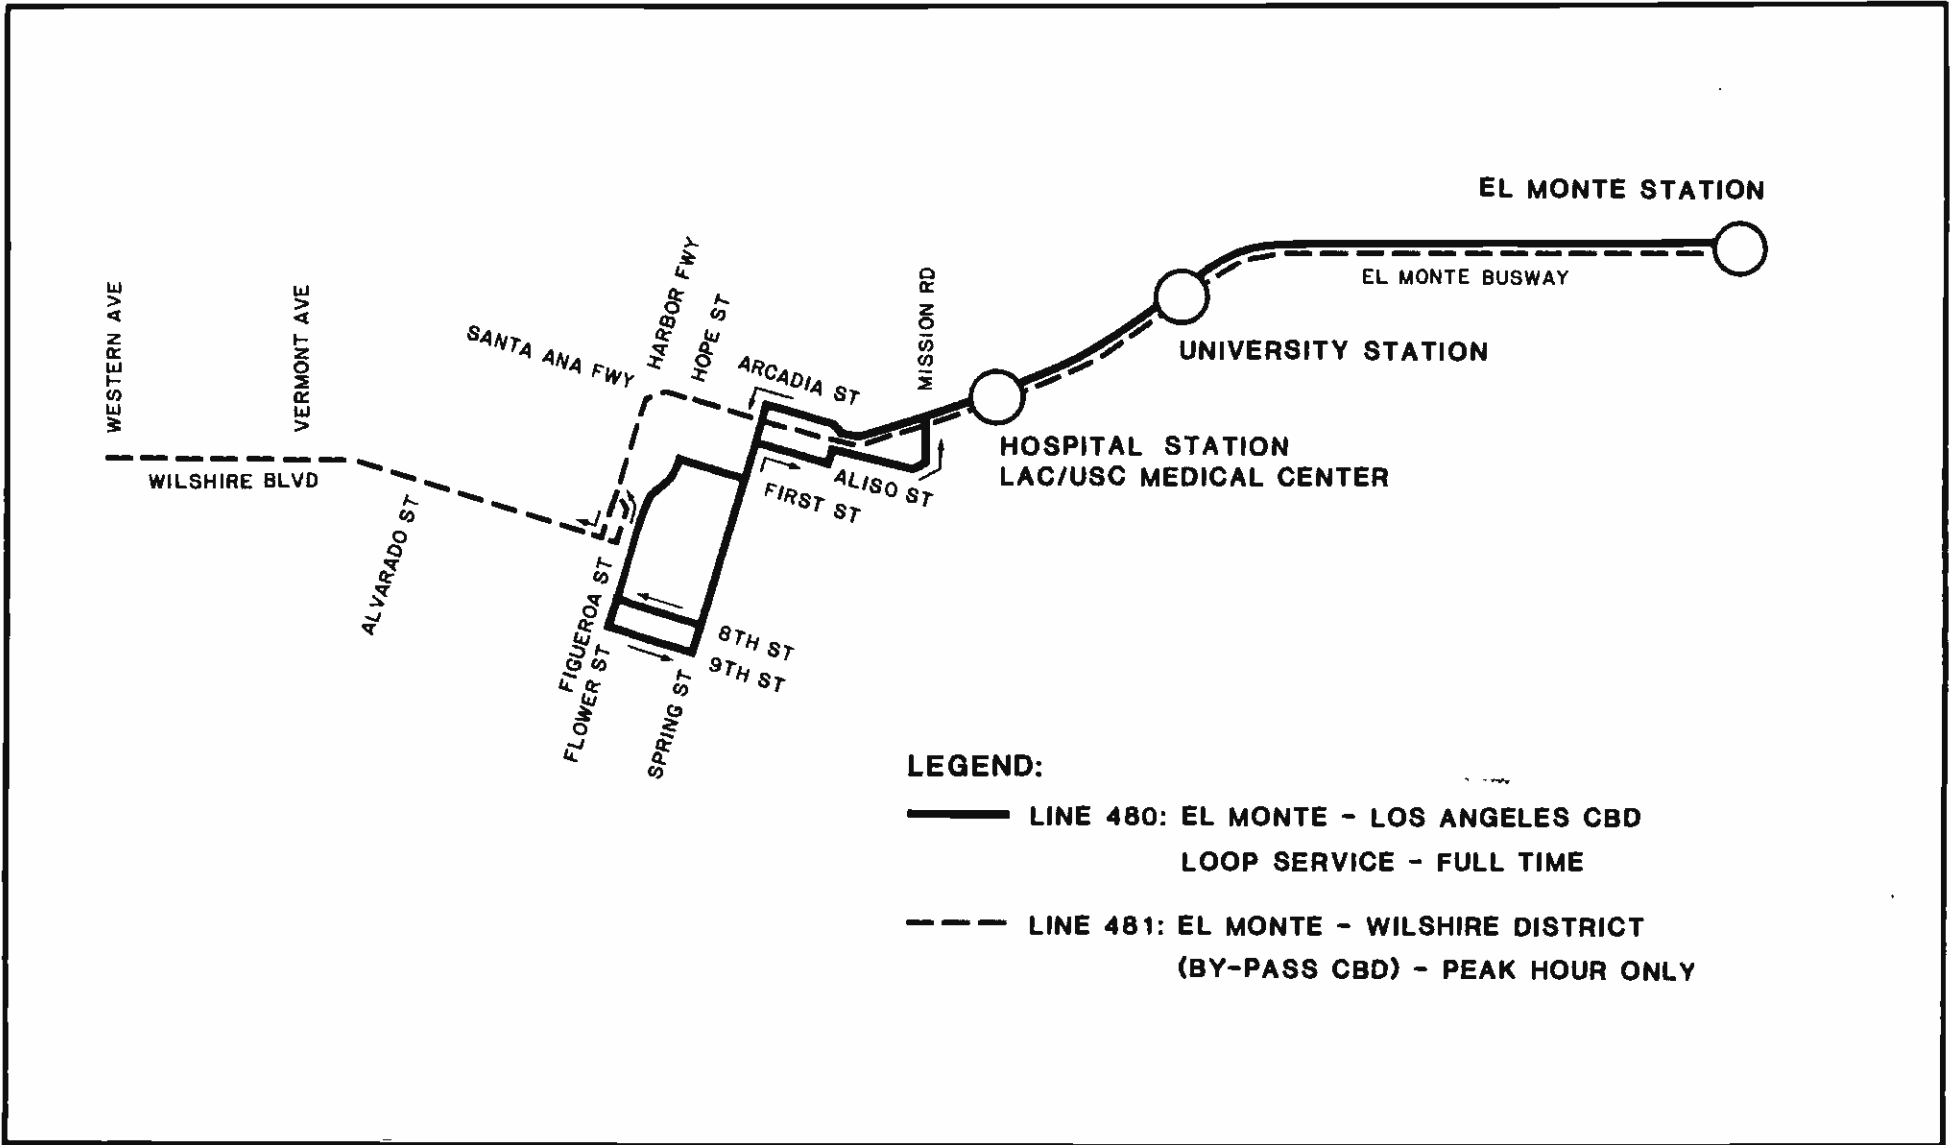 EL MONTE STATION
EL MONTE BUSWAY
UNIVERSITY STATION
HOSPITAL STATION
LAC/USC MEDICAL CENTER
WESTERN AVE
VERMONT AVE
SANTA ANA FWY
HARBOR FWY
HOPE ST
ARCADIA ST
MISSION RD
WILSHIRE BLVD
ALVARADO ST
FIRST ST
ALISO ST
FIGUEROA ST
FLOWER ST
SPRING ST
8TH ST
9TH ST
LEGEND:
LINE 480: EL MONTE - LOS ANGELES CBD
LOOP SERVICE - FULL TIME
LINE 481: EL MONTE - WILSHIRE DISTRICT
(BY-PASS CBD) - PEAK HOUR ONLY